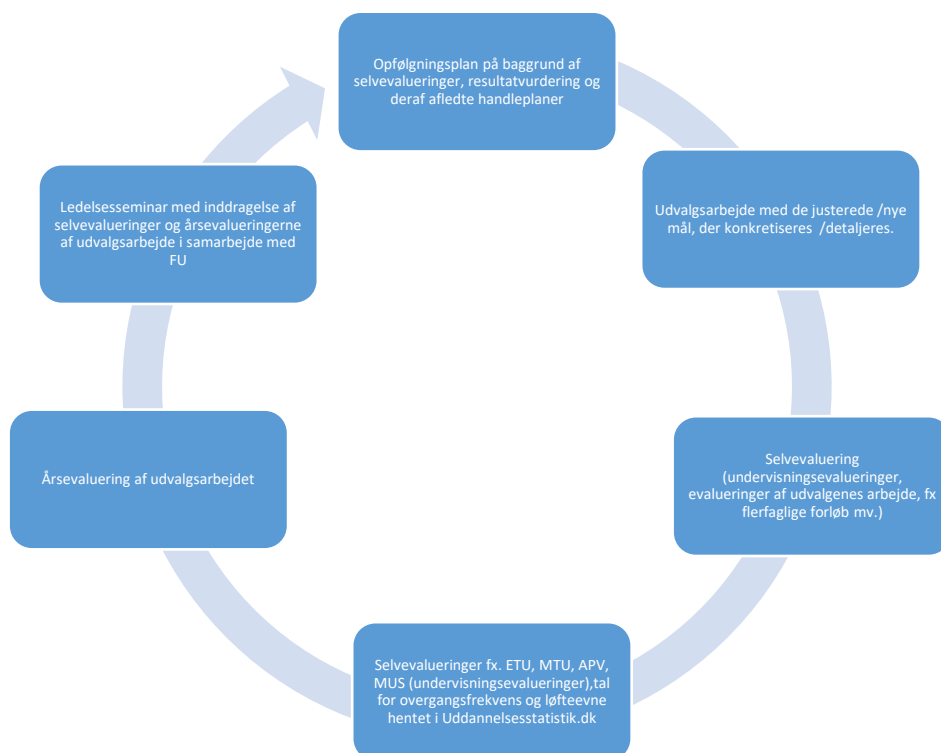 Opfølgningsplan på baggrund af
selvevalueringer, resultatvurdering og
deraf afledte handleplaner
Udvalgsarbejde med de justerede /nye
mål, der konkretiseres /detaljeres.
Selvevaluering
(undervisningsevalueringer,
evalueringer af udvalgenes arbejde, fx
flerfaglige forløb mv.)
Selvevalueringer fx. ETU, MTU, APV,
MUS (undervisningsevalueringer),tal
for overgangsfrekvens og løfteevne
hentet i Uddannelsesstatistik.dk
Årsevaluering af udvalgsarbejdet
Ledelsesseminar med inddragelse af
selvevalueringer og årsevalueringerne
af udvalgsarbejde i samarbejde med
FU